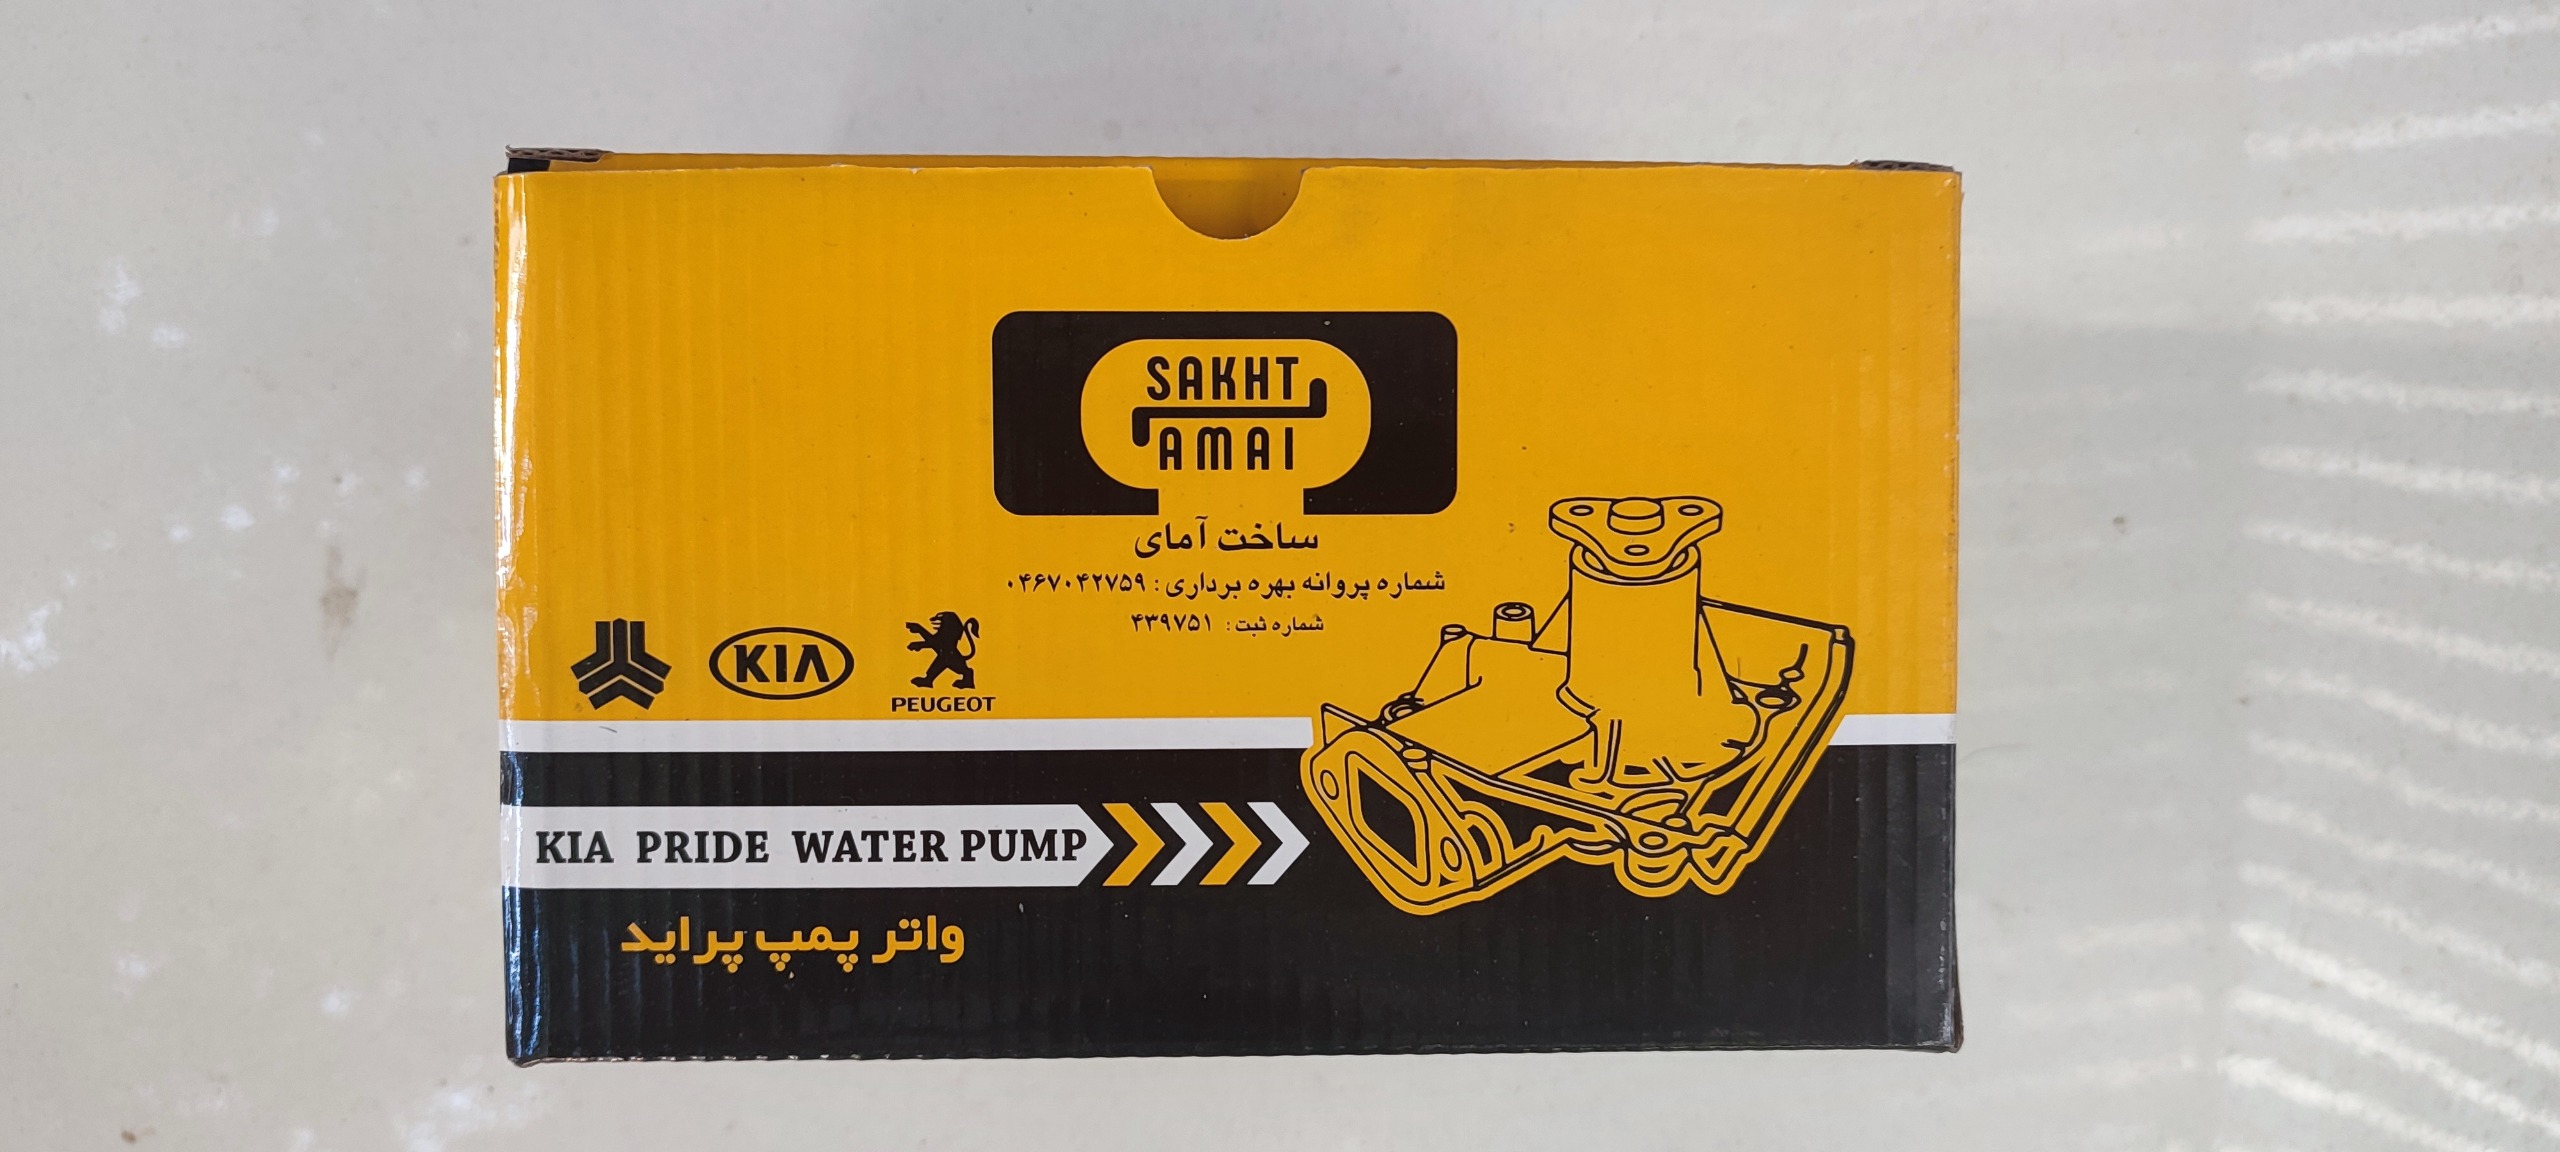 SAKHT
AMAI
ساخت آمای
شماره پروانه بهره برداری : ۰۴۶۷۰۴۲۷۵۹
شماره ثبت: ۴۳۹۷۵۱
KIA
PEUGEOT
KIA PRIDE WATER PUMP
واتر پمپ پراید